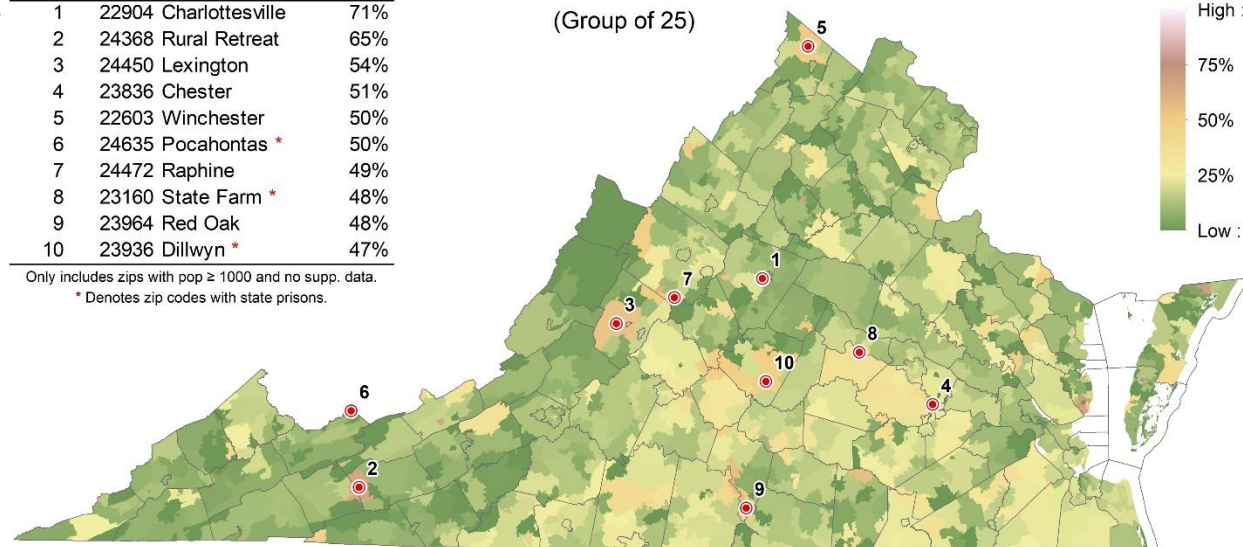 1 22904 Charlottesville 71%
2 24368 Rural Retreat 65%
3 24450 Lexington 54%
4 23836 Chester 51%
5 22603 Winchester 50%
6 24635 Pocahontas * 50%
7 24472 Raphine 49%
8 23160 State Farm * 48%
9 23964 Red Oak 48%
10 23936 Dillwyn * 47%
Only includes zips with pop ≥ 1000 and no supp. data.
* Denotes zip codes with state prisons.
(Group of 25)
High :
75%
50%
25%
Low :
5
1
7
3
8
10
4
6
2
9